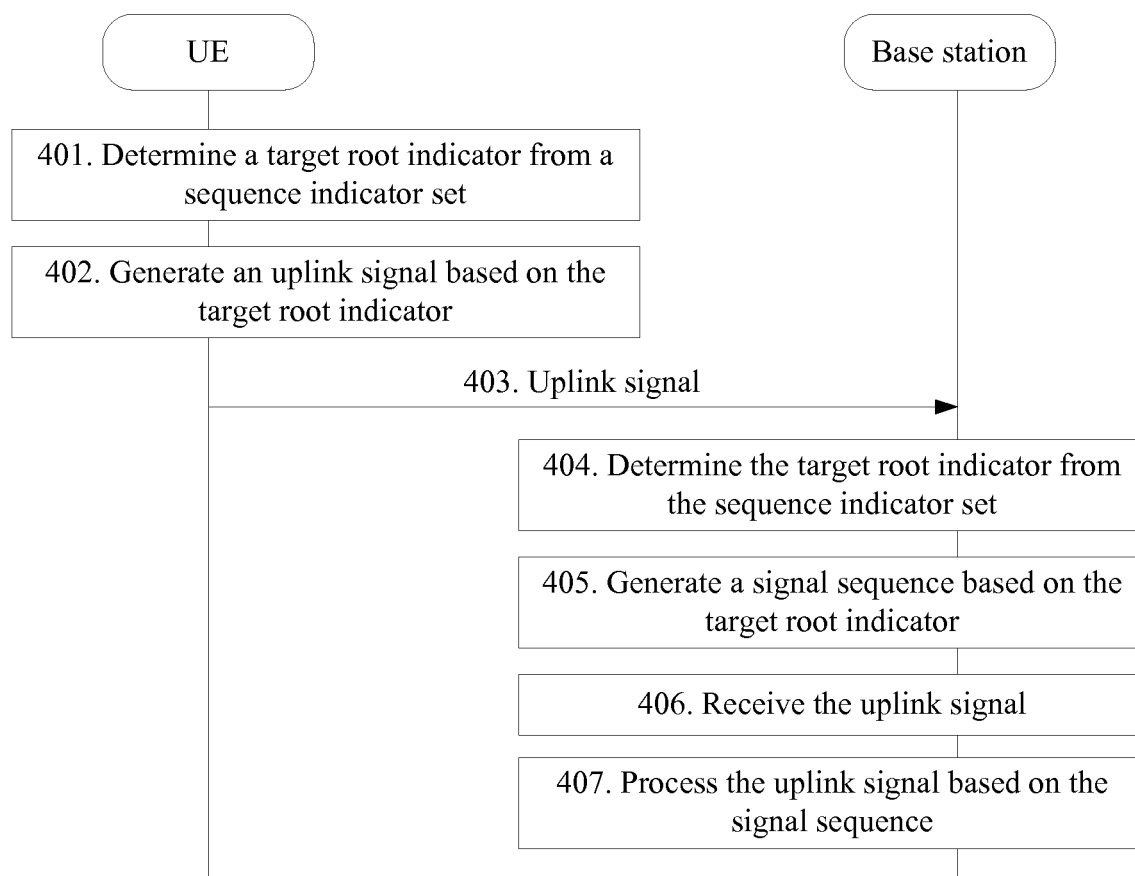 UE
Base station
401. Determine a target root indicator from a
sequence indicator set
402. Generate an uplink signal based on the
target root indicator
403. Uplink signal
404. Determine the target root indicator from
the sequence indicator set
405. Generate a signal sequence based on the
target root indicator
406. Receive the uplink signal
407. Process the uplink signal based on the
signal sequence